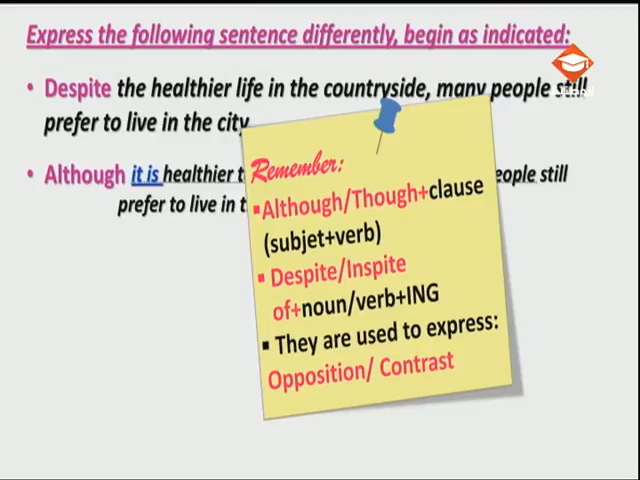 Express the following sentence differently, begin as indicated:
• Despite the healthier life in the countryside, many people still
prefer to live in the city
• Although it is healthier t
eople still
prefer to live in t
Remember:
▪Although/Though+clause
(subjet+verb)
▪ Despite/Inspite
of+noun/verb+ING
▪ They are used to express:
Opposition/ Contrast